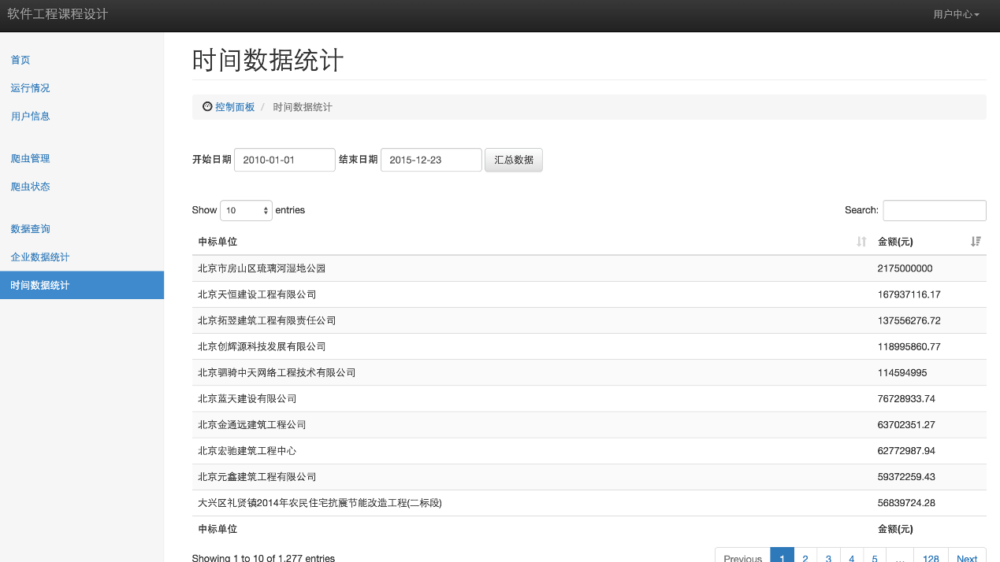 软件工程课程设计 用户中心
首页
运行情况
用户信息
爬虫管理
爬虫状态
数据查询
企业数据统计
时间数据统计
时间数据统计
控制面板 / 时间数据统计
开始日期 2010-01-01 结束日期 2015-12-23 汇总数据
Show 10 entries Search:
中标单位 金额(元)
北京市房山区琉璃河湿地公园 2175000000
北京天恒建设工程有限公司 167937116.17
北京拓翌建筑工程有限责任公司 137556276.72
北京创辉源科技发展有限公司 118995860.77
北京驷骑中天网络工程技术有限公司 114594995
北京蓝天建设有限公司 76728933.74
北京金通远建筑工程公司 63702351.27
北京宏驰建筑工程中心 62772987.94
北京元鑫建筑工程有限公司 59372259.43
大兴区礼贤镇2014年农民住宅抗震节能改造工程(二标段) 56839724.28
中标单位 金额(元)
Showing 1 to 10 of 1,277 entries Previous 1 2 3 4 5 … 128 Next